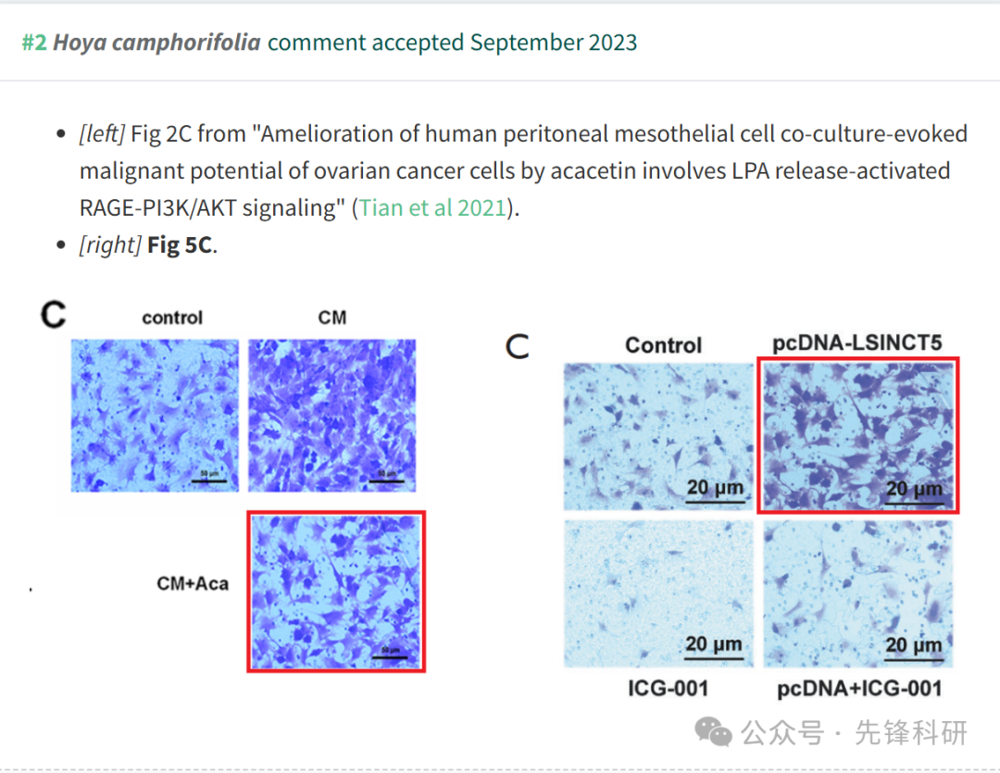 #2 Hoya camphorifolia comment accepted September 2023
• [left] Fig 2C from "Amelioration of human peritoneal mesothelial cell co-culture-evoked
malignant potential of ovarian cancer cells by acacetin involves LPA release-activated
RAGE-PI3K/AKT signaling" (Tian et al 2021).
• [right] Fig 5C.
C
control
CM
50 μm
50 μm
CM+Aca
50 μm
C
Control
pcDNA-LSINCT5
20 μm
20 μm
20 μm
20 μm
ICG-001
pcDNA+ICG-001
公众号 · 先锋科研